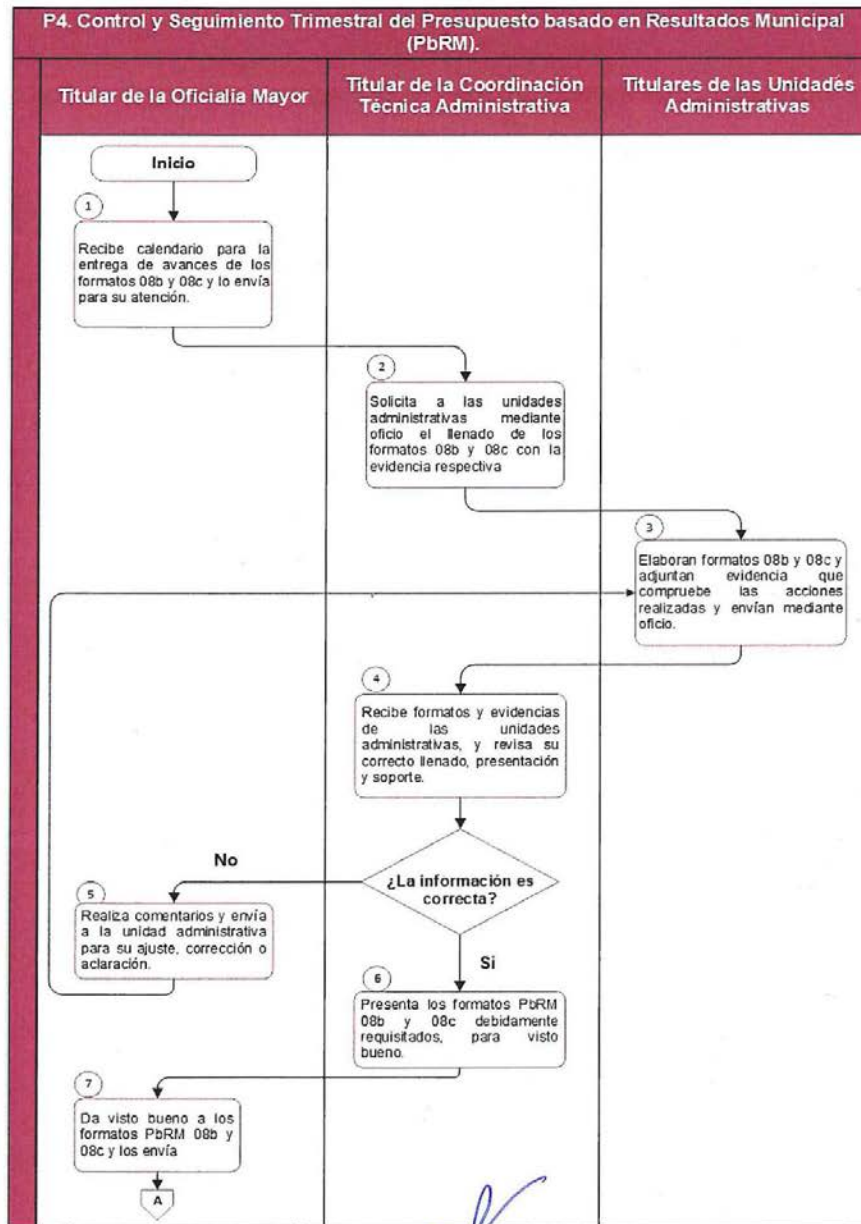 P4. Control y Seguimiento Trimestral del Presupuesto basado en Resultados Municipal
(PbRM).
Titular de la Oficialía Mayor
Titular de la Coordinación
Técnica Administrativa
Titulares de las Unidades
Administrativas
Inicio
1
Recibe calendario para la
entrega de avances de los
formatos 08b y 08c y lo envía
para su atención.
2
Solicita a las unidades
administrativas mediante
oficio el llenado de los
formatos 08b y 08c con la
evidencia respectiva
3
Elaboran formatos 08b y 08c y
adjuntan evidencia que
compruebe las acciones
realizadas y envían mediante
oficio.
4
Recibe formatos y evidencias
de las unidades
administrativas, y revisa su
correcto llenado, presentación
y soporte.
¿La información es
correcta?
No
5
Realiza comentarios y envía
a la unidad administrativa
para su ajuste, corrección o
aclaración.
Si
6
Presenta los formatos PbRM
08b y 08c debidamente
requisitados, para visto
bueno.
7
Da visto bueno a los
formatos PbRM 08b y
08c y los envía
A